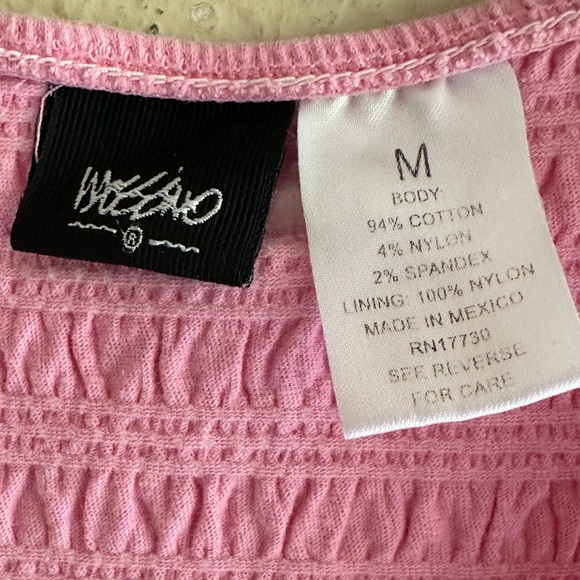 Mossimo
®
M
BODY:
94% COTTON
4% NYLON
2% SPANDEX
LINING: 100% NYLON
MADE IN MEXICO
RN17730
SEE REVERSE
FOR CARE